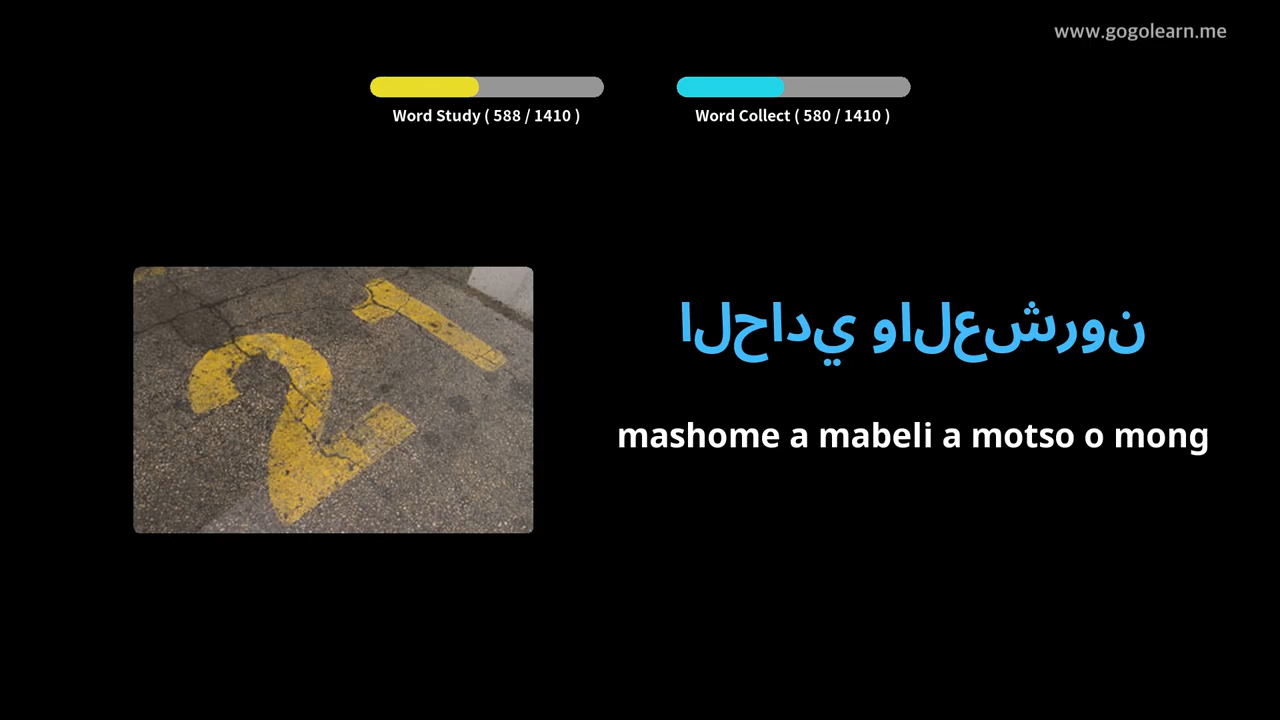 www.gogolearn.me
Word Study ( 588 / 1410 )
Word Collect ( 580 / 1410 )
21
الحادي والعشرون
mashome a mabeli a motso o mong